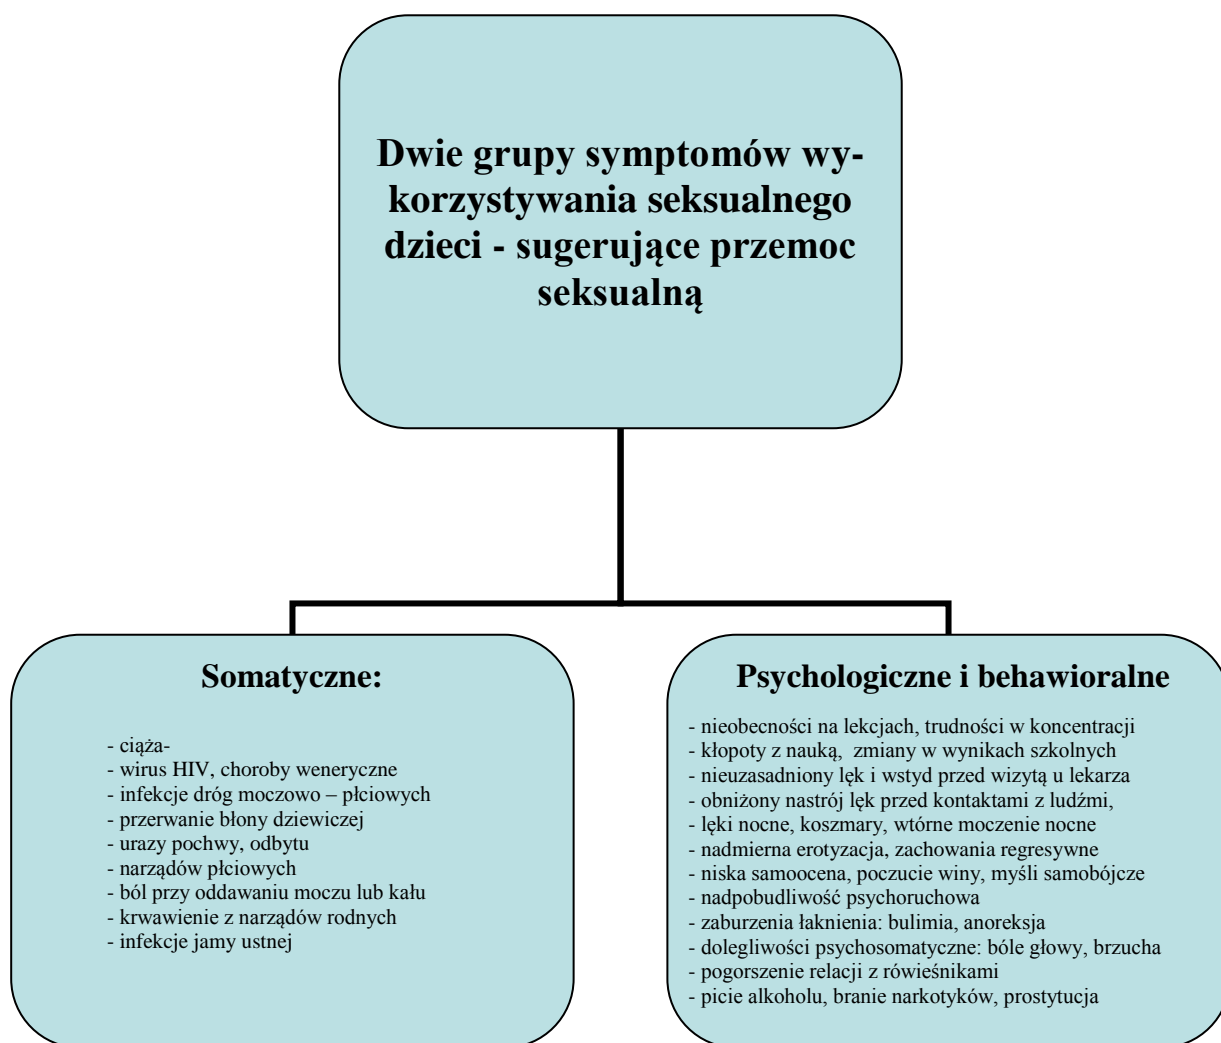 Dwie grupy symptomów wy-
korzystywania seksualnego
dzieci - sugerujące przemoc
seksualną
Somatyczne:
- ciąża-
- wirus HIV, choroby weneryczne
- infekcje dróg moczowo – płciowych
- przerwanie błony dziewiczej
- urazy pochwy, odbytu
- narządów płciowych
- ból przy oddawaniu moczu lub kału
- krwawienie z narządów rodnych
- infekcje jamy ustnej
Psychologiczne i behawioralne
- nieobecności na lekcjach, trudności w koncentracji
- kłopoty z nauką,  zmiany w wynikach szkolnych
- nieuzasadniony lęk i wstyd przed wizytą u lekarza
- obniżony nastrój lęk przed kontaktami z ludźmi,
- lęki nocne, koszmary, wtórne moczenie nocne
- nadmierna erotyzacja, zachowania regresywne
- niska samoocena, poczucie winy, myśli samobójcze
- nadpobudliwość psychoruchowa
- zaburzenia łaknienia: bulimia, anoreksja
- dolegliwości psychosomatyczne: bóle głowy, brzucha
- pogorszenie relacji z rówieśnikami
- picie alkoholu, branie narkotyków, prostytucja